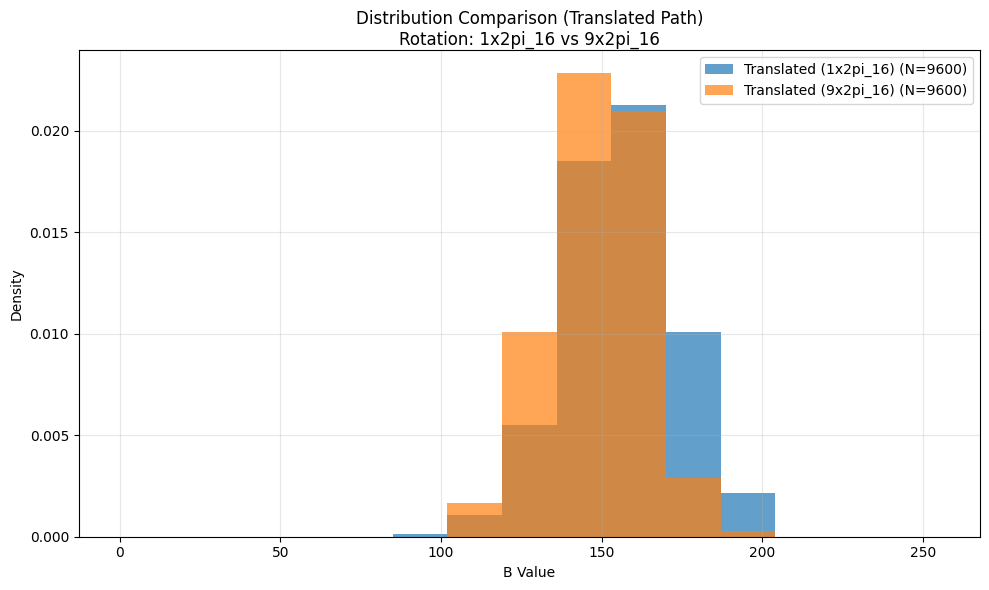 Distribution Comparison (Translated Path)
Rotation: 1x2pi_16 vs 9x2pi_16
Translated (1x2pi_16) (N=9600)
Translated (9x2pi_16) (N=9600)
0.020
0.015
0.010
0.005
0.000
Density
0 50 100 150 200 250
B Value